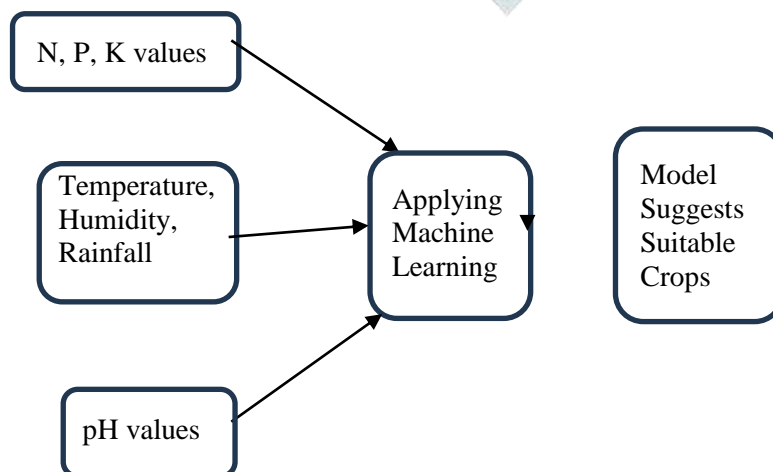 N, P, K values
Temperature,
Humidity,
Rainfall
Applying
Machine
Learning
Model
Suggests
Suitable
Crops
pH values